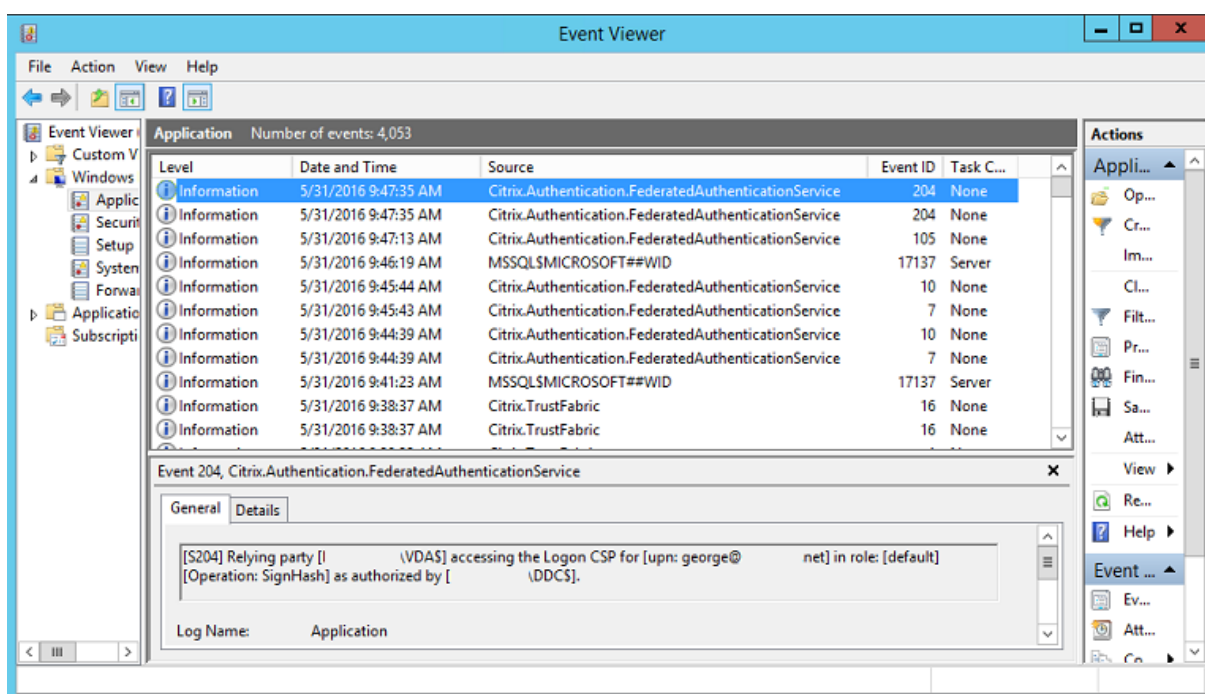 Event Viewer
File Action View Help
Event Viewer
Custom V
Windows
Applic
Securit
Setup
System
Forwar
Applicatio
Subscripti
Application Number of events: 4,053
Level Date and Time Source Event ID Task C...
Information 5/31/2016 9:47:35 AM Citrix.Authentication.FederatedAuthenticationService 204 None
Information 5/31/2016 9:47:35 AM Citrix.Authentication.FederatedAuthenticationService 204 None
Information 5/31/2016 9:47:13 AM Citrix.Authentication.FederatedAuthenticationService 105 None
Information 5/31/2016 9:46:19 AM MSSQL$MICROSOFT##WID 17137 Server
Information 5/31/2016 9:45:44 AM Citrix.Authentication.FederatedAuthenticationService 10 None
Information 5/31/2016 9:45:43 AM Citrix.Authentication.FederatedAuthenticationService 7 None
Information 5/31/2016 9:44:39 AM Citrix.Authentication.FederatedAuthenticationService 10 None
Information 5/31/2016 9:44:39 AM Citrix.Authentication.FederatedAuthenticationService 7 None
Information 5/31/2016 9:41:23 AM MSSQL$MICROSOFT##WID 17137 Server
Information 5/31/2016 9:38:37 AM Citrix.TrustFabric 16 None
Information 5/31/2016 9:38:37 AM Citrix.TrustFabric 16 None
Event 204, Citrix.Authentication.FederatedAuthenticationService
General Details
[S204] Relying party [ \VDA$] accessing the Logon CSP for [upn: george@ net] in role: [default]
[Operation: SignHash] as authorized by [ \DDC$].
Log Name: Application
Actions
Appli...
Op...
Cr...
Im...
Cl...
Filt...
Pr...
Fin...
Sa...
Att...
View
Re...
Help
Event ...
Ev...
Att...
Co...